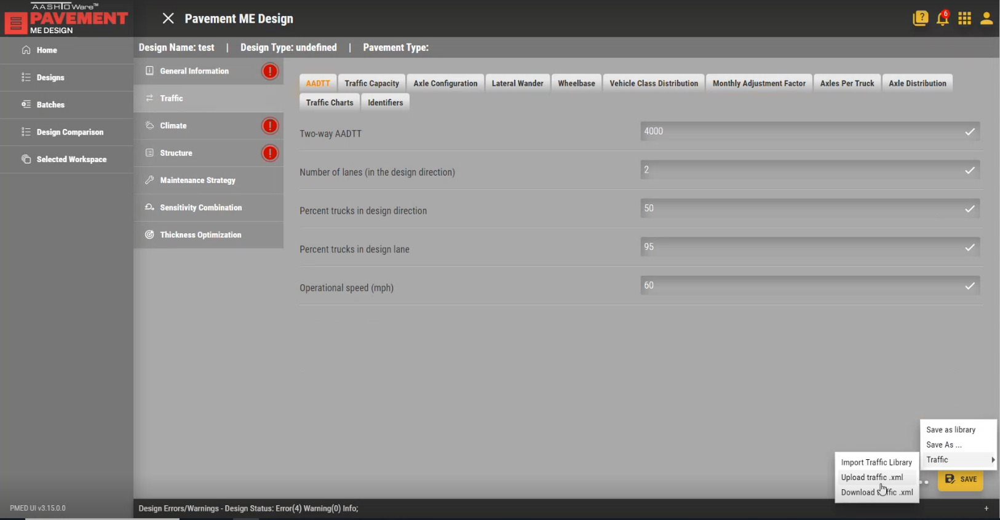 AASHTOWare™
PAVEMENT
ME DESIGN
Pavement ME Design
?
6
Home
Designs
Batches
Design Comparison
Selected Workspace
Design Name: test | Design Type: undefined | Pavement Type:
General Information
!
Traffic
Climate
!
Structure
!
Maintenance Strategy
Sensitivity Combination
Thickness Optimization
AADTT Traffic Capacity Axle Configuration Lateral Wander Wheelbase Vehicle Class Distribution Monthly Adjustment Factor Axles Per Truck Axle Distribution
Traffic Charts Identifiers
Two-way AADTT 4000
Number of lanes (in the design direction) 2
Percent trucks in design direction 50
Percent trucks in design lane 95
Operational speed (mph) 60
Save as library
Save As ...
Traffic
Import Traffic Library
Upload traffic .xml
Download traffic .xml
SAVE
PMED UI v3.15.0.0
Design Errors/Warnings - Design Status: Error(4) Warning(0) Info;
+